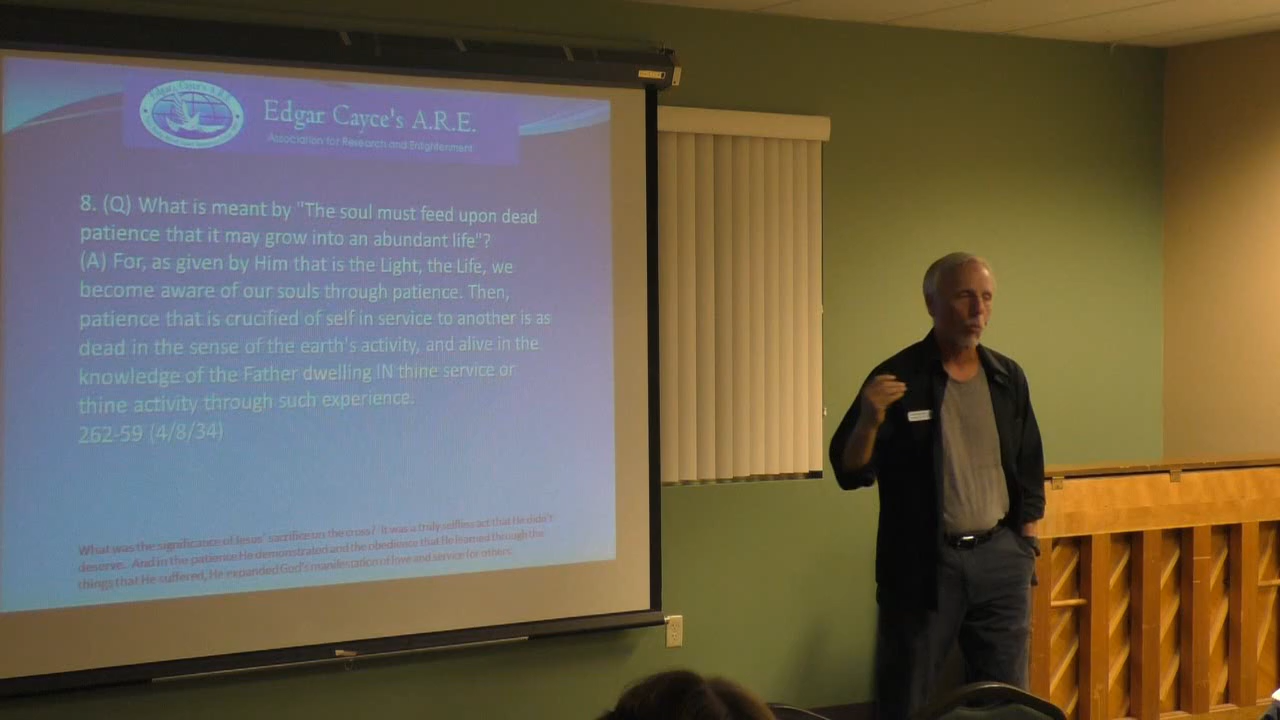 Edgar Cayce's A.R.E.
Edgar Cayce's A.R.E.
Association for Research and Enlightenment
8. (Q) What is meant by "The soul must feed upon dead
patience that it may grow into an abundant life"?
(A) For, as given by Him that is the Light, the Life, we
become aware of our souls through patience. Then,
patience that is crucified of self in service to another is as
dead in the sense of the earth's activity, and alive in the
knowledge of the Father dwelling IN thine service or
thine activity through such experience.
262-59 (4/8/34)
What was the significance of Jesus' sacrifice on the cross? It was a truly selfless act that He didn't
deserve. And in the patience He demonstrated and the obedience that He learned through the
things that He suffered, He expanded God's manifestation of love and service for others.